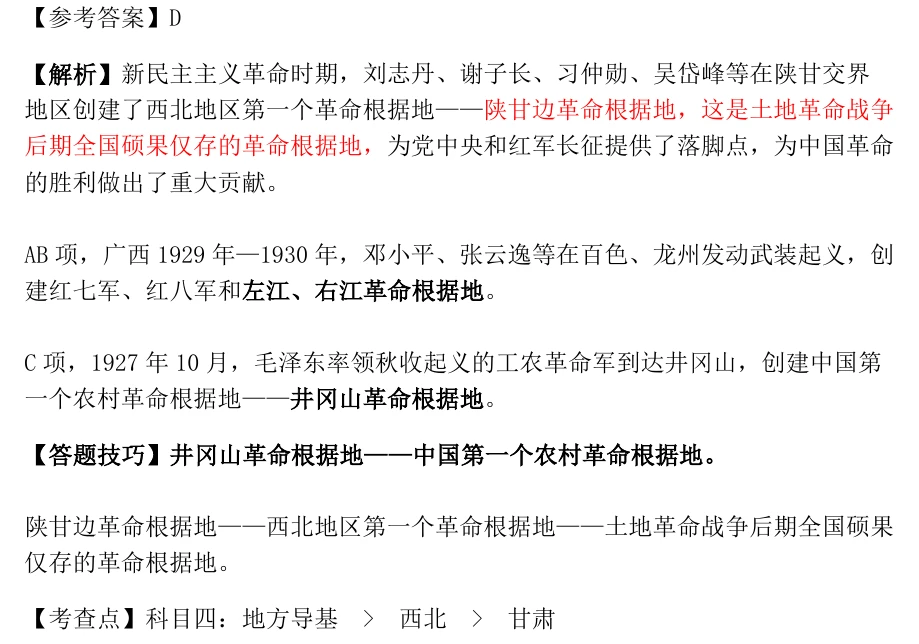 【参考答案】D
【解析】新民主主义革命时期，刘志丹、谢子长、习仲勋、吴岱峰等在陕甘交界
地区创建了西北地区第一个革命根据地——陕甘边革命根据地，这是土地革命战争
后期全国硕果仅存的革命根据地，为党中央和红军长征提供了落脚点，为中国革命
的胜利做出了重大贡献。
AB 项，广西 1929 年—1930 年，邓小平、张云逸等在百色、龙州发动武装起义，创
建红七军、红八军和左江、右江革命根据地。
C 项，1927 年 10 月，毛泽东率领秋收起义的工农革命军到达井冈山，创建中国第
一个农村革命根据地——井冈山革命根据地。
【答题技巧】井冈山革命根据地——中国第一个农村革命根据地。
陕甘边革命根据地——西北地区第一个革命根据地——土地革命战争后期全国硕果
仅存的革命根据地。
【考查点】科目四：地方导基 > 西北 > 甘肃